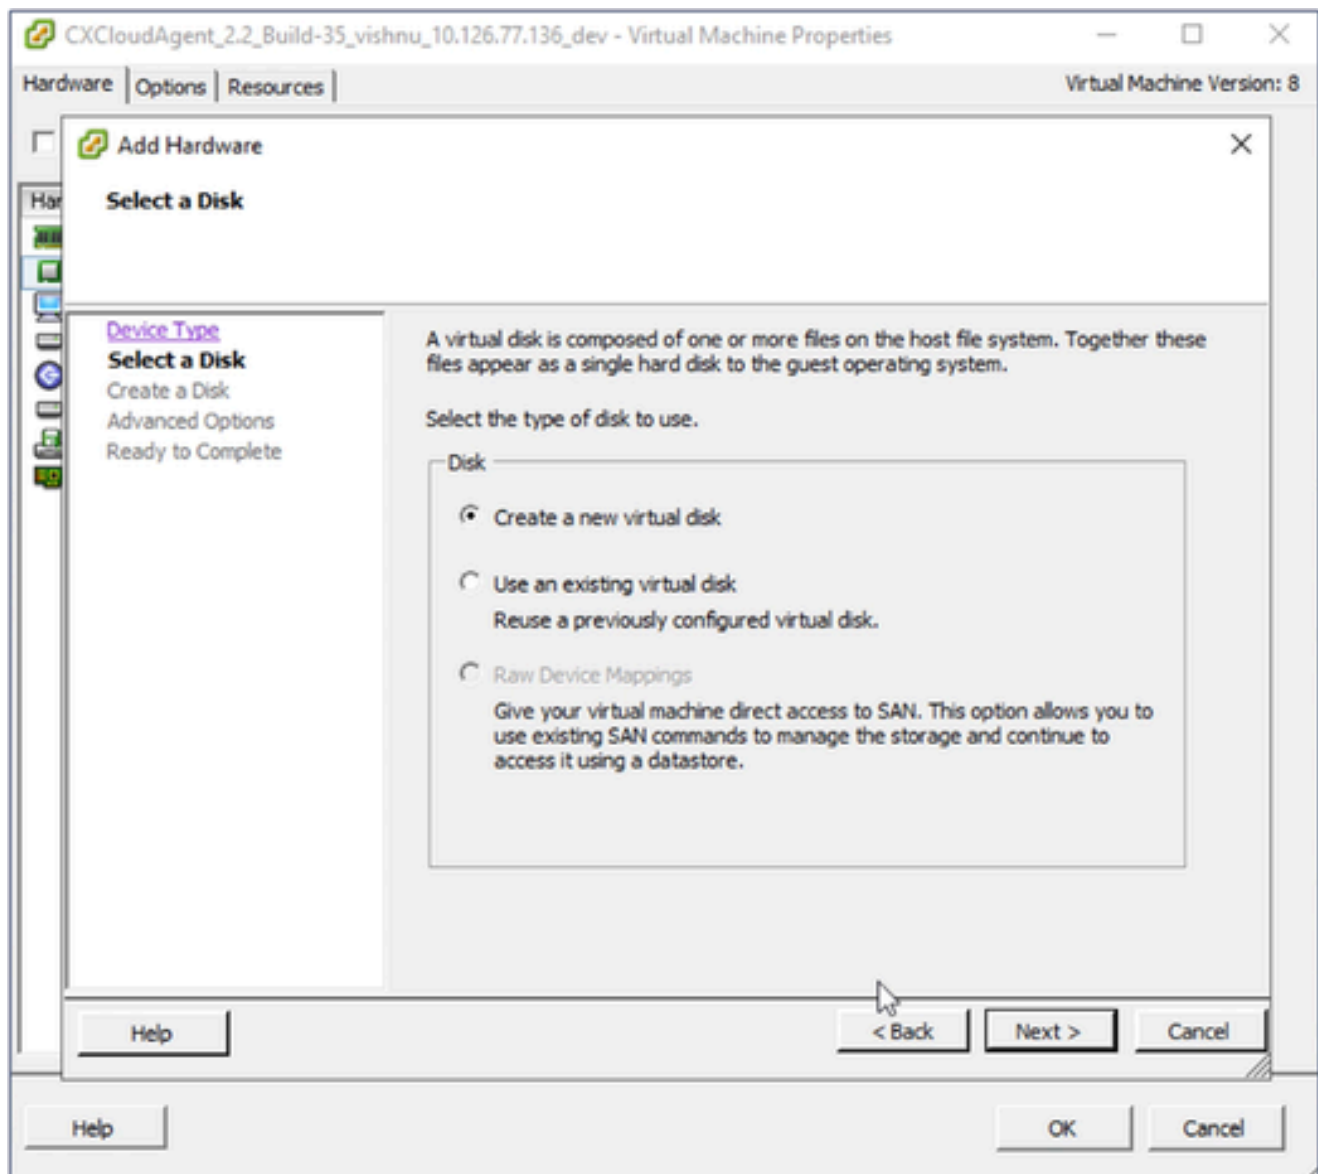 CXCloudAgent_2.2_Build-35_vishnu_10.126.77.136_dev - Virtual Machine Properties
Hardware Options Resources Virtual Machine Version: 8
Add Hardware
Select a Disk
Har
Device Type
Select a Disk
Create a Disk
Advanced Options
Ready to Complete
A virtual disk is composed of one or more files on the host file system. Together these
files appear as a single hard disk to the guest operating system.
Select the type of disk to use.
Disk
Create a new virtual disk
Use an existing virtual disk
Reuse a previously configured virtual disk.
Raw Device Mappings
Give your virtual machine direct access to SAN. This option allows you to
use existing SAN commands to manage the storage and continue to
access it using a datastore.
Help < Back Next > Cancel
Help OK Cancel